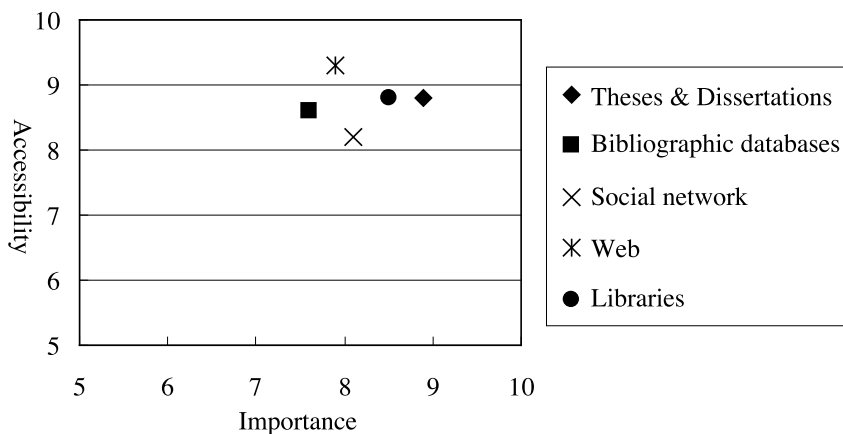 10
9
8
7
6
5
Accessibility
5 6 7 8 9 10
Importance
Theses & Dissertations
Bibliographic databases
Social network
Web
Libraries